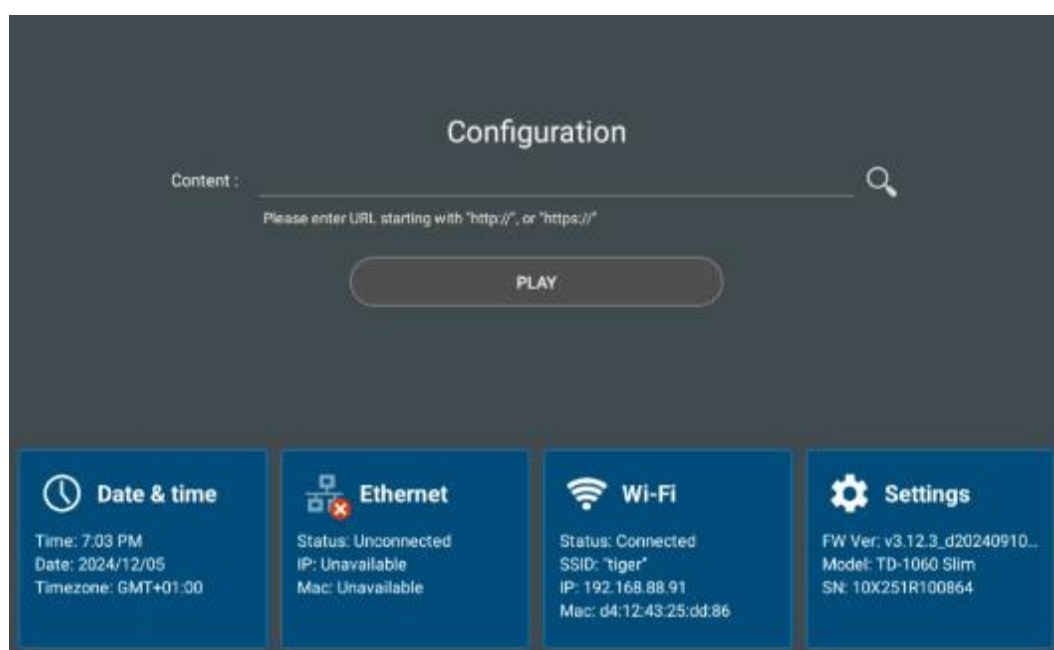 Configuration
Content :
Please enter URL starting with "http://", or "https://"
PLAY
Date & time
Time: 7:03 PM
Date: 2024/12/05
Timezone: GMT+01:00
Ethernet
Status: Unconnected
IP: Unavailable
Mac: Unavailable
Wi-Fi
Status: Connected
SSID: "tiger"
IP: 192.168.88.91
Mac: d4:12:43:25:dd:86
Settings
FW Ver: v3.12.3_d20240910...
Model: TD-1060 Slim
SN: 10X251R100864